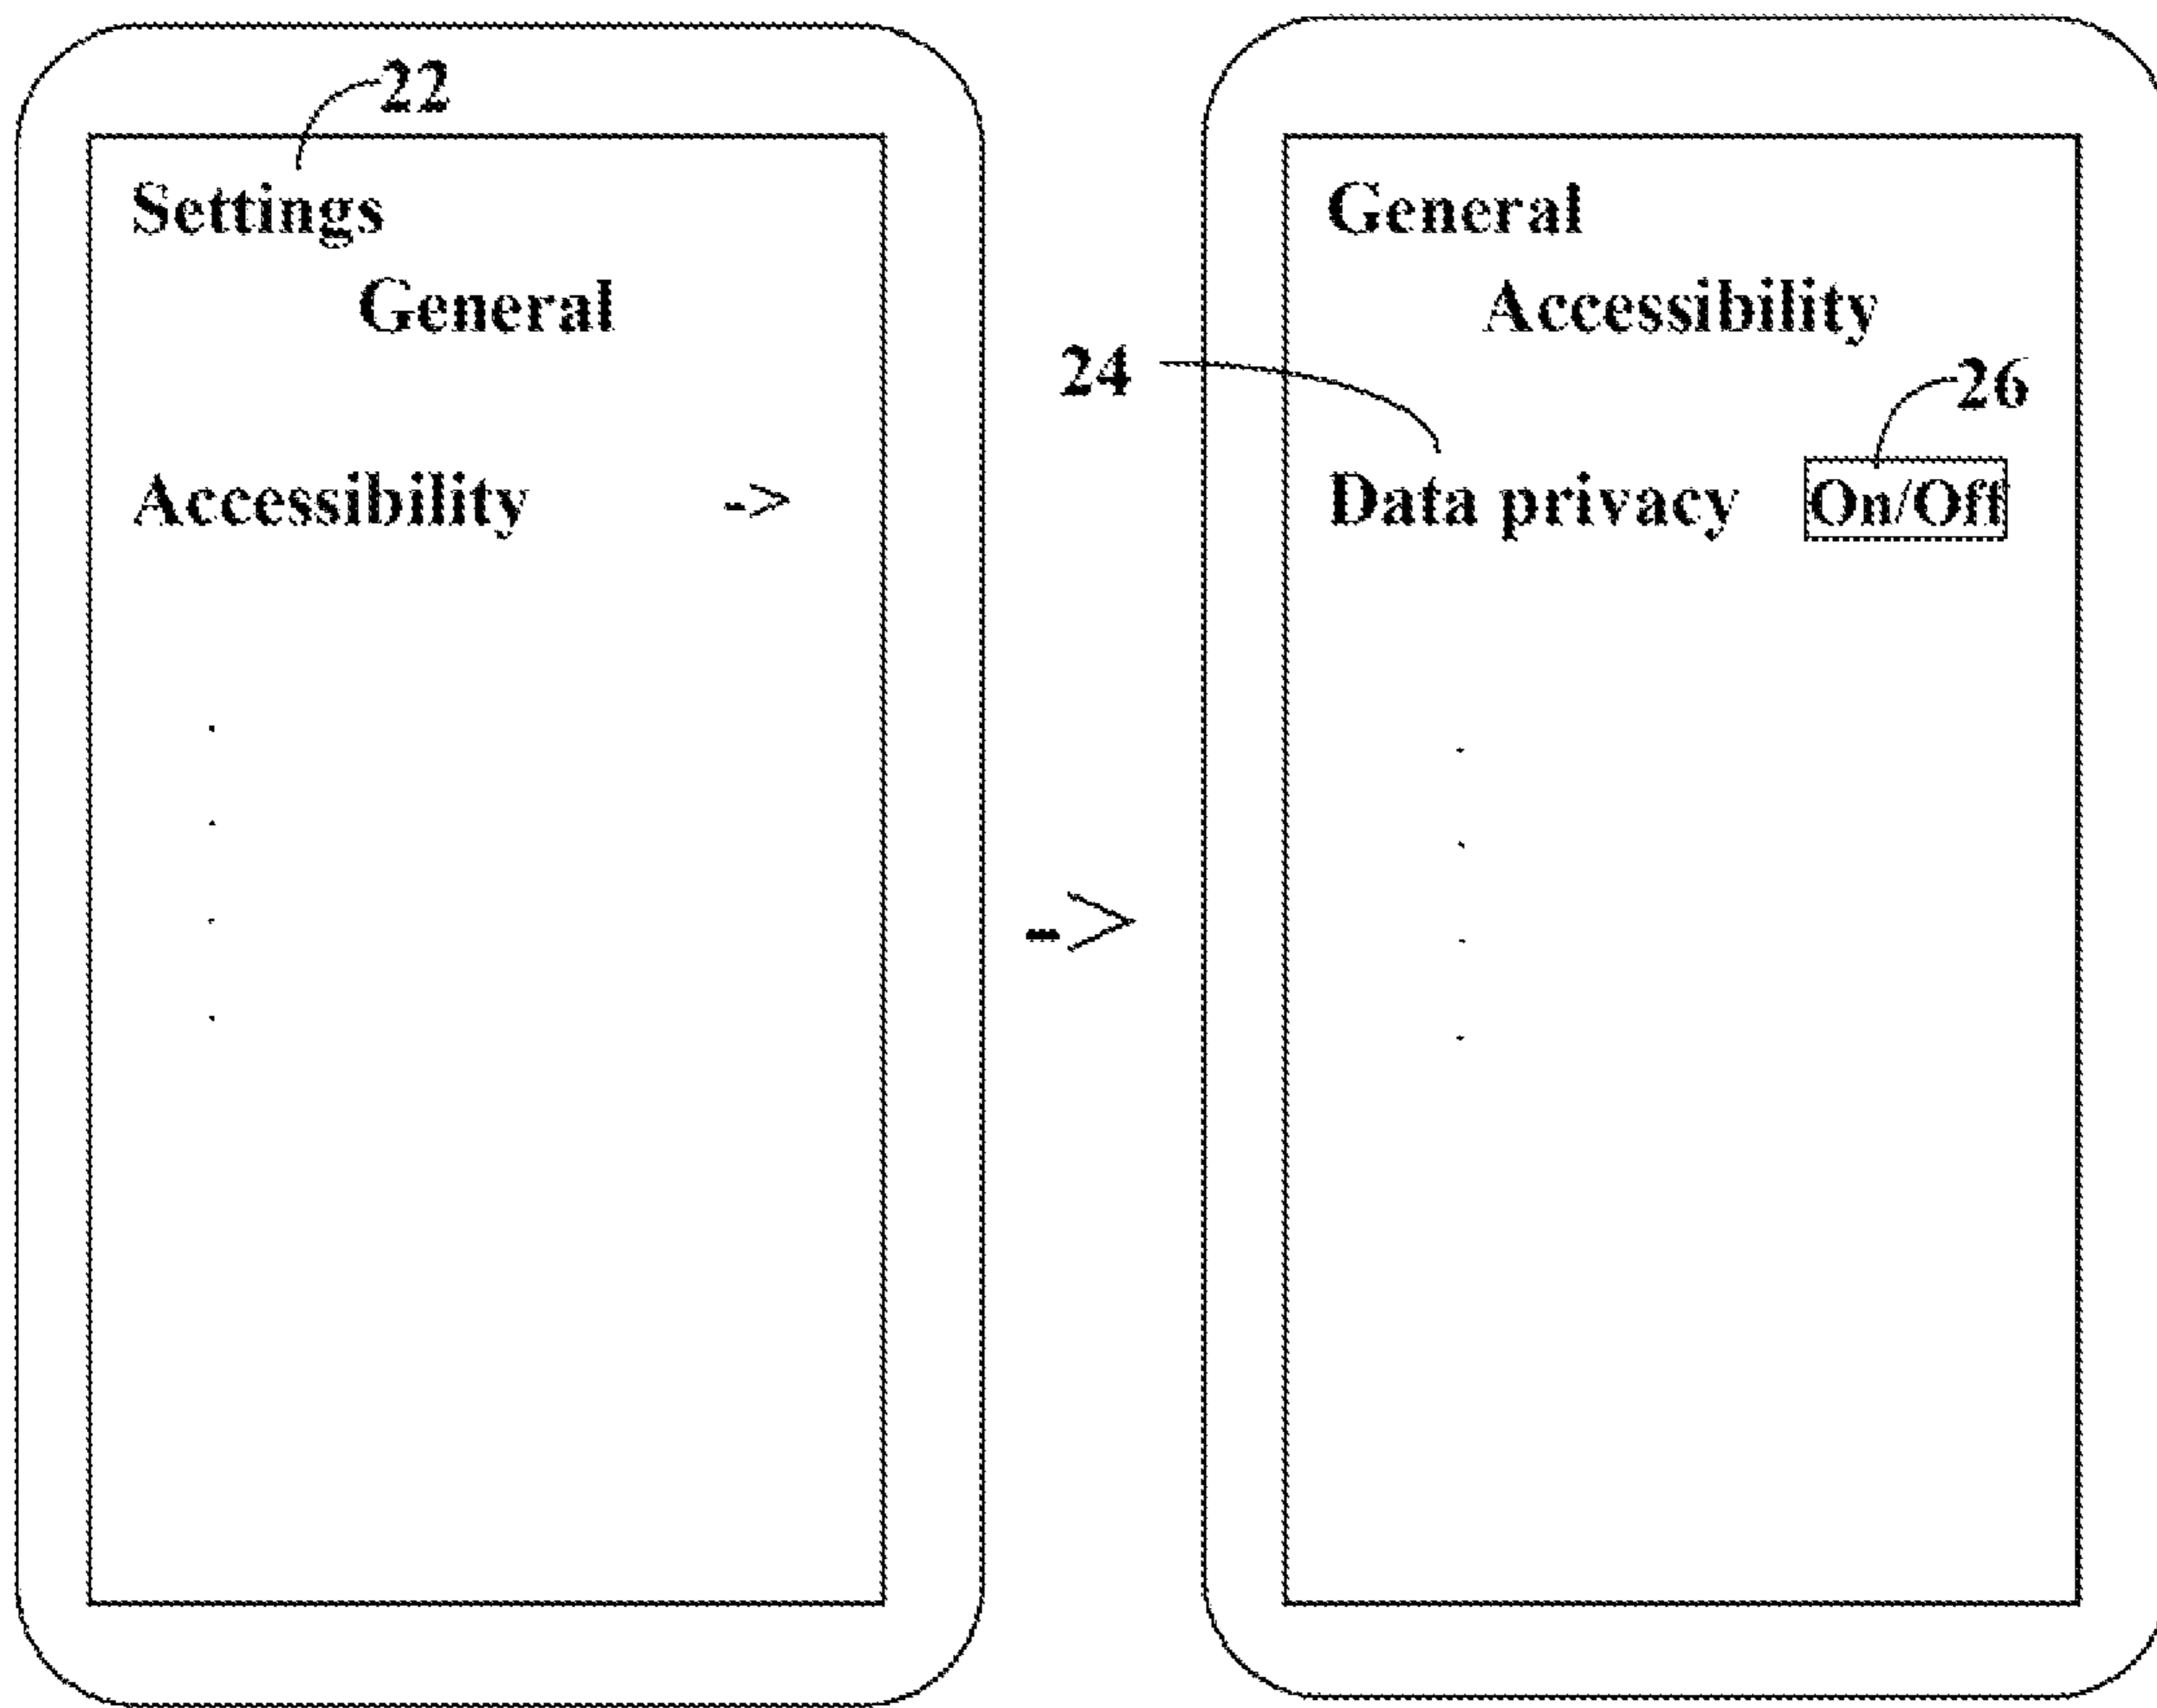 22
Settings
General
Accessibility ->
->
General
Accessibility
24
26
Data privacy On/Off